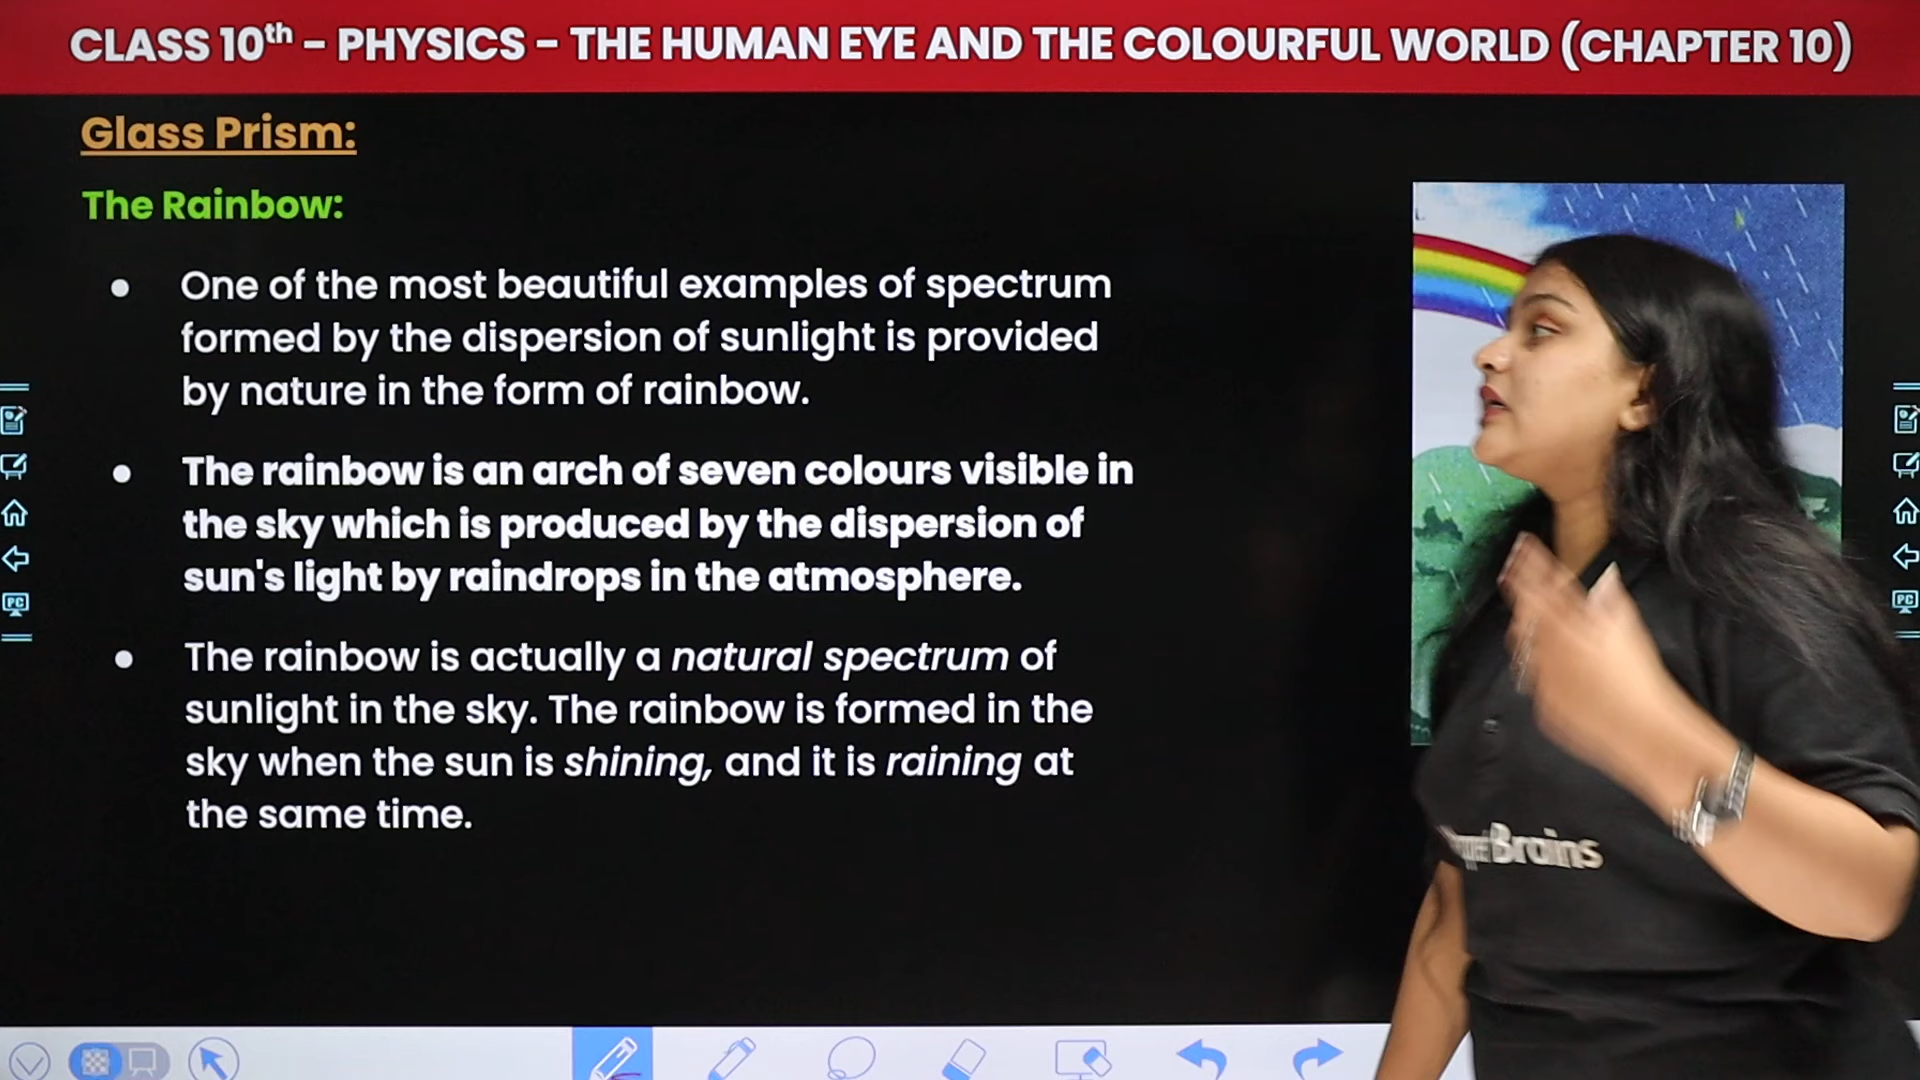 CLASS 10th – PHYSICS – THE HUMAN EYE AND THE COLOURFUL WORLD (CHAPTER 10)
Glass Prism:
The Rainbow:
• One of the most beautiful examples of spectrum
formed by the dispersion of sunlight is provided
by nature in the form of rainbow.
• The rainbow is an arch of seven colours visible in
the sky which is produced by the dispersion of
sun's light by raindrops in the atmosphere.
• The rainbow is actually a natural spectrum of
sunlight in the sky. The rainbow is formed in the
sky when the sun is shining, and it is raining at
the same time.
PC
PC
Brains